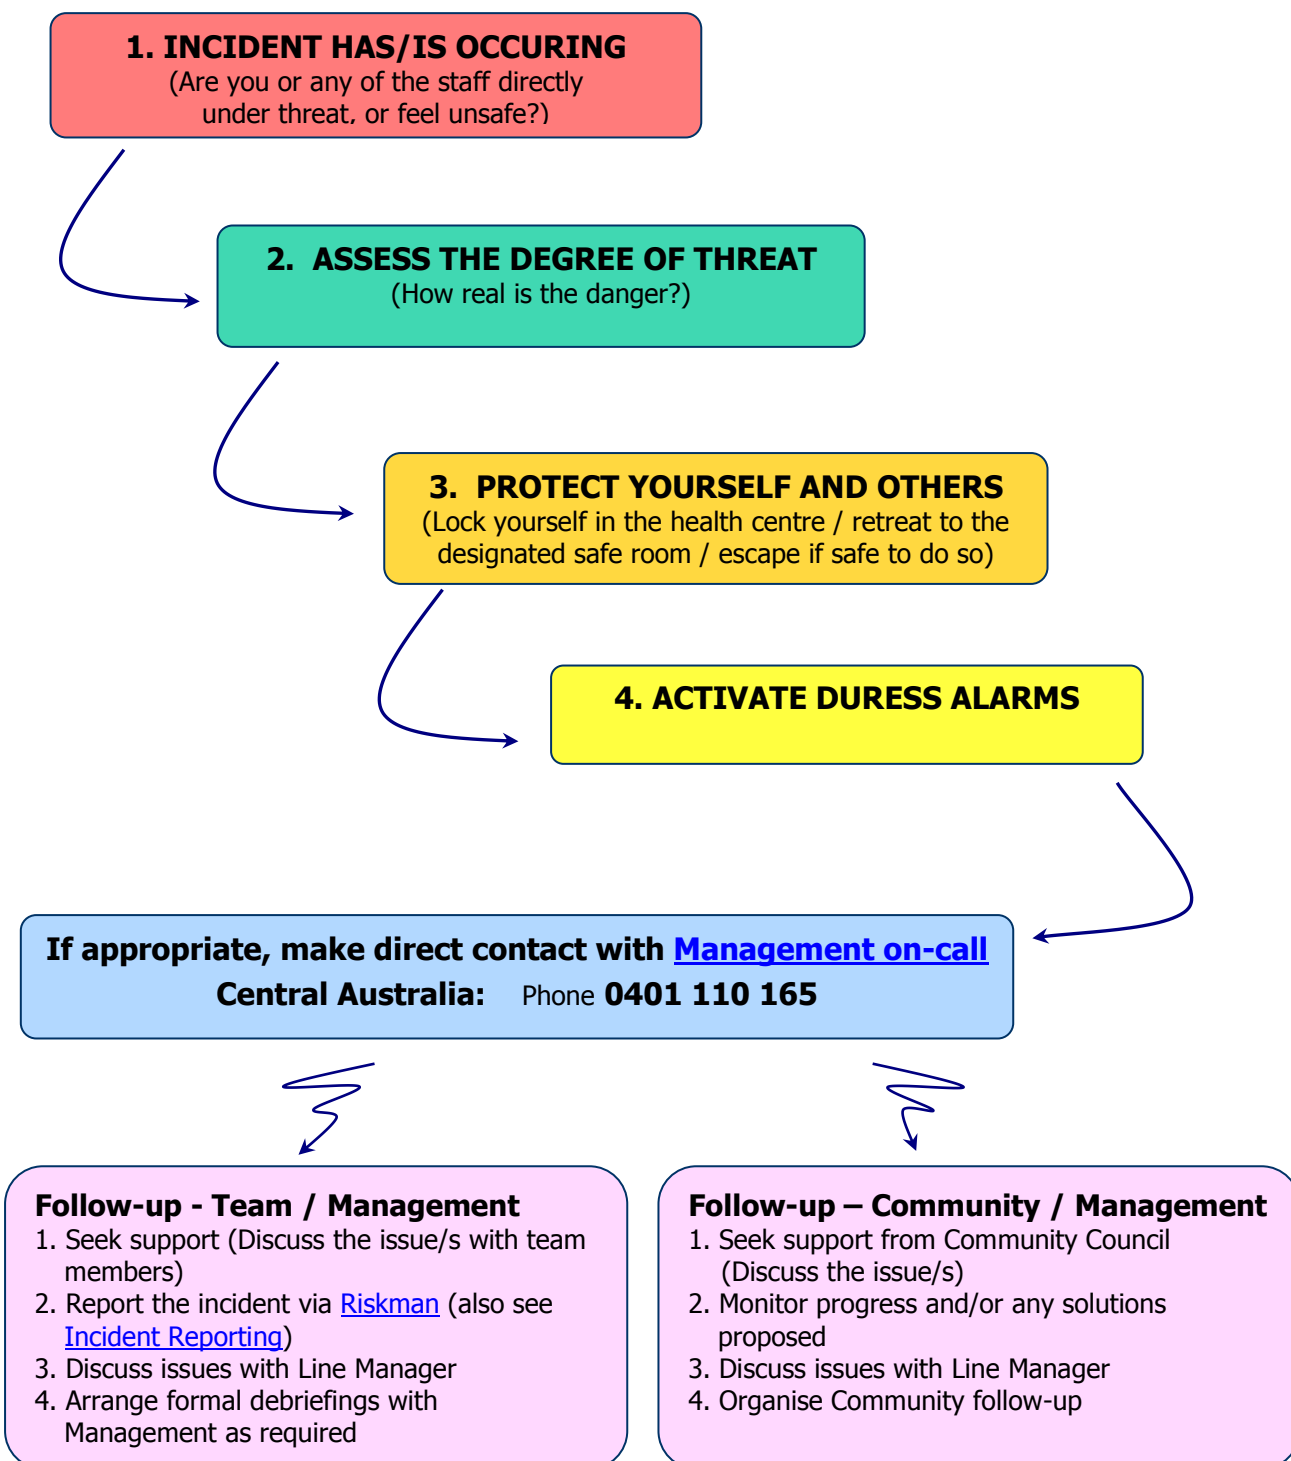 1. INCIDENT HAS/IS OCCURING
(Are you or any of the staff directly
under threat, or feel unsafe?)
2. ASSESS THE DEGREE OF THREAT
(How real is the danger?)
3. PROTECT YOURSELF AND OTHERS
(Lock yourself in the health centre / retreat to the
designated safe room / escape if safe to do so)
4. ACTIVATE DURESS ALARMS
If appropriate, make direct contact with Management on-call
Central Australia: Phone 0401 110 165
Follow-up - Team / Management
1. Seek support (Discuss the issue/s with team
members)
2. Report the incident via Riskman (also see
Incident Reporting)
3. Discuss issues with Line Manager
4. Arrange formal debriefings with
Management as required
Follow-up – Community / Management
1. Seek support from Community Council
(Discuss the issue/s)
2. Monitor progress and/or any solutions
proposed
3. Discuss issues with Line Manager
4. Organise Community follow-up